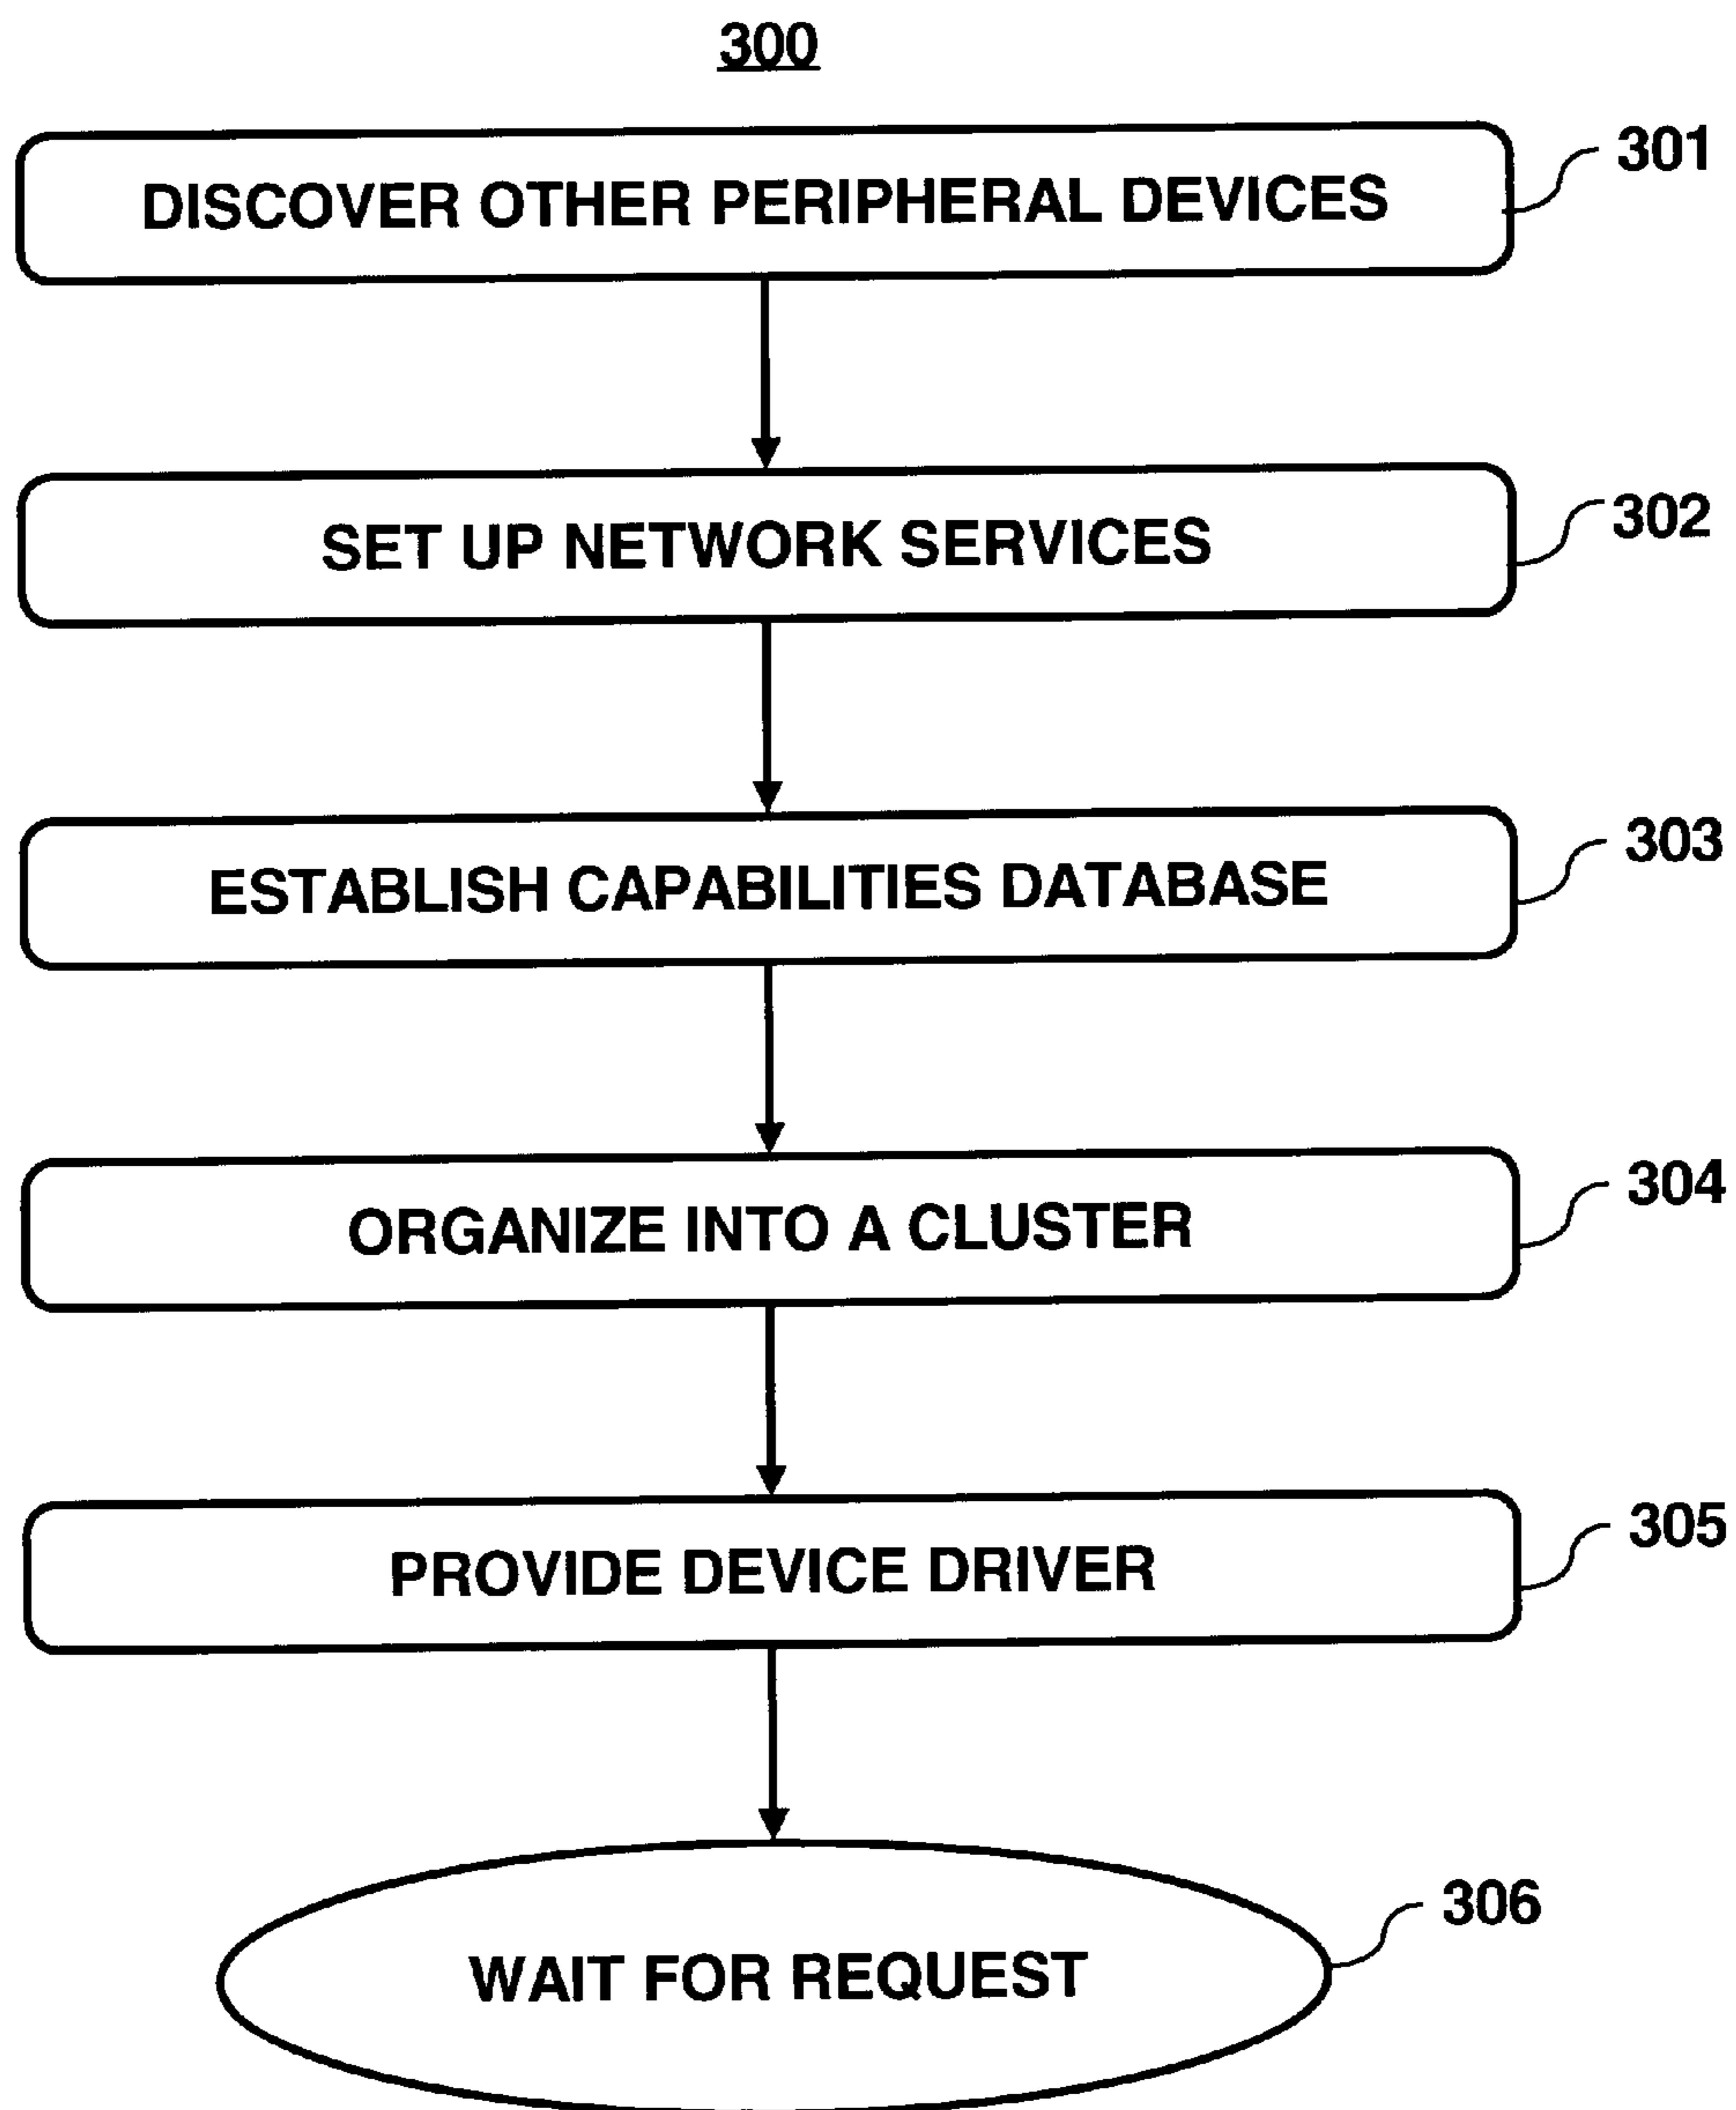 300
DISCOVER OTHER PERIPHERAL DEVICES
301
SET UP NETWORK SERVICES
302
ESTABLISH CAPABILITIES DATABASE
303
ORGANIZE INTO A CLUSTER
304
PROVIDE DEVICE DRIVER
305
WAIT FOR REQUEST
306